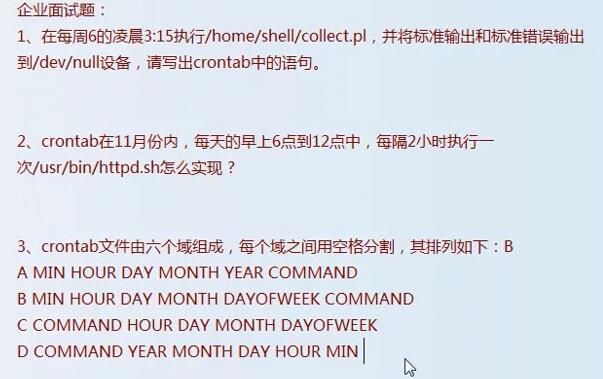 企业面试题：
1、在每周6的凌晨3:15执行/home/shell/collect.pl，并将标准输出和标准错误输出
到/dev/null设备，请写出crontab中的语句。
2、crontab在11月份内，每天的早上6点到12点中，每隔2小时执行一
次/usr/bin/httpd.sh怎么实现？
3、crontab文件由六个域组成，每个域之间用空格分割，其排列如下：B
A MIN HOUR DAY MONTH YEAR COMMAND
B MIN HOUR DAY MONTH DAYOFWEEK COMMAND
C COMMAND HOUR DAY MONTH DAYOFWEEK
D COMMAND YEAR MONTH DAY HOUR MIN